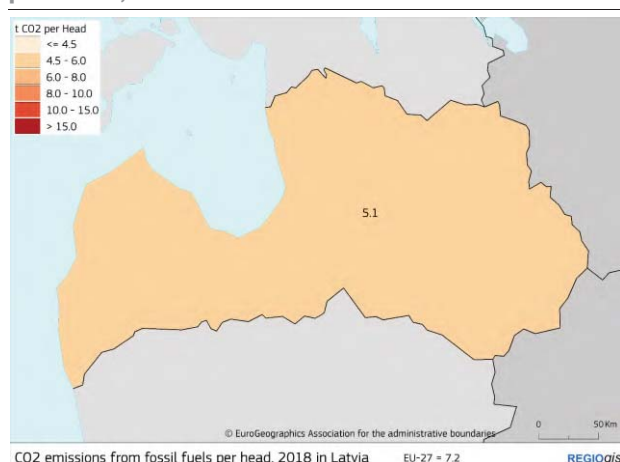 t CO2 per Head
<= 4.5
4.5 - 6.0
6.0 - 8.0
8.0 - 10.0
10.0 - 15.0
> 15.0
5.1
© EuroGeographics Association for the administrative boundaries
0 50 Km
CO2 emissions from fossil fuels per head, 2018 in Latvia EU-27 = 7.2 REGIOgis